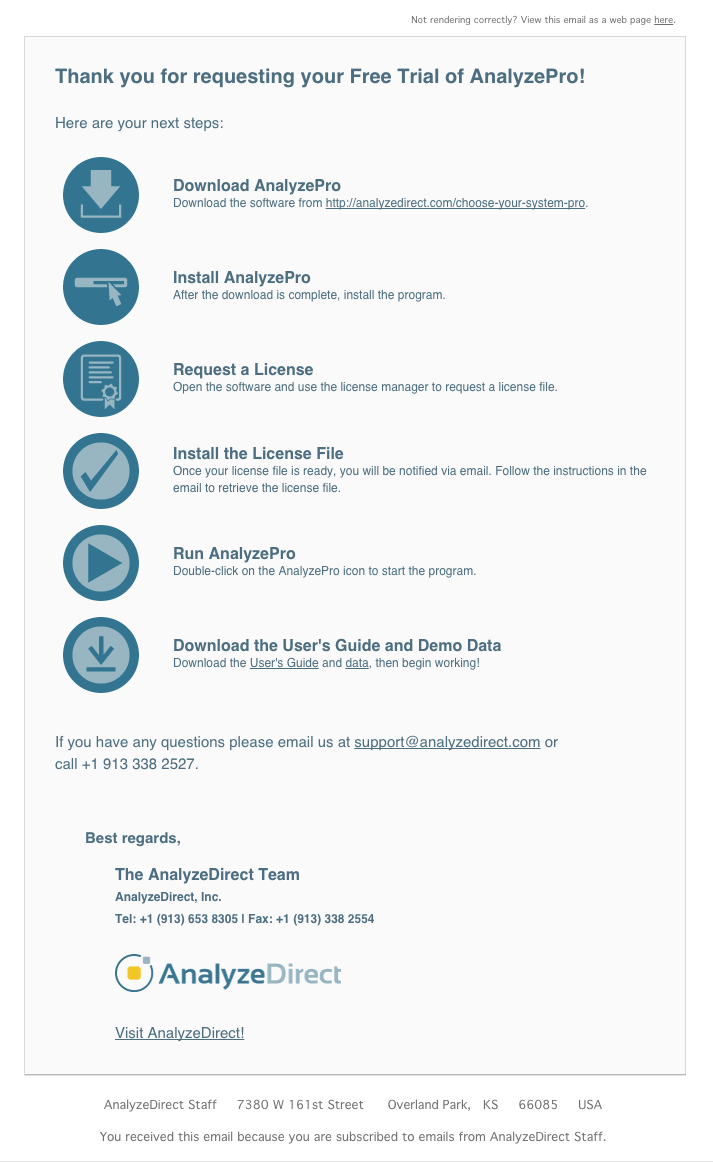 Not rendering correctly? View this email as a web page here.
Thank you for requesting your Free Trial of AnalyzePro!
Here are your next steps:
Download AnalyzePro
Download the software from http://analyzedirect.com/choose-your-system-pro.
Install AnalyzePro
After the download is complete, install the program.
Request a License
Open the software and use the license manager to request a license file.
Install the License File
Once your license file is ready, you will be notified via email. Follow the instructions in the
email to retrieve the license file.
Run AnalyzePro
Double-click on the AnalyzePro icon to start the program.
Download the User's Guide and Demo Data
Download the User's Guide and data, then begin working!
If you have any questions please email us at support@analyzedirect.com or
call +1 913 338 2527.
Best regards,
The AnalyzeDirect Team
AnalyzeDirect, Inc.
Tel: +1 (913) 653 8305 | Fax: +1 (913) 338 2554
AnalyzeDirect
Visit AnalyzeDirect!
AnalyzeDirect Staff 7380 W 161st Street Overland Park, KS 66085 USA
You received this email because you are subscribed to emails from AnalyzeDirect Staff.